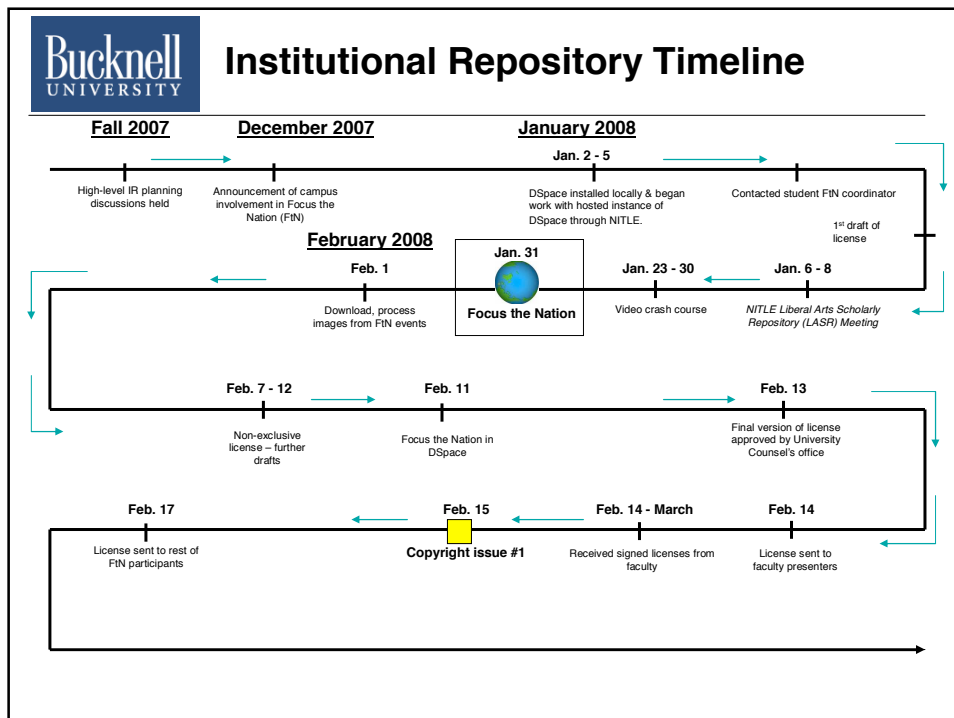 Bucknell
UNIVERSITY
Institutional Repository Timeline
Fall 2007
December 2007
January 2008
Jan. 2 - 5
High-level IR planning
discussions held
Announcement of campus
involvement in Focus the
Nation (FtN)
DSpace installed locally & began
work with hosted instance of
DSpace through NITLE.
Contacted student FtN coordinator
1st draft of
license
Jan. 6 - 8
NITLE Liberal Arts Scholarly
Repository (LASR) Meeting
Jan. 23 - 30
Video crash course
Jan. 31
Focus the Nation
February 2008
Feb. 1
Download, process
images from FtN events
Feb. 7 - 12
Non-exclusive
license – further
drafts
Feb. 11
Focus the Nation in
DSpace
Feb. 13
Final version of license
approved by University
Counsel's office
Feb. 14
License sent to
faculty presenters
Feb. 14 - March
Received signed licenses from
faculty
Feb. 15
Copyright issue #1
Feb. 17
License sent to rest of
FtN participants